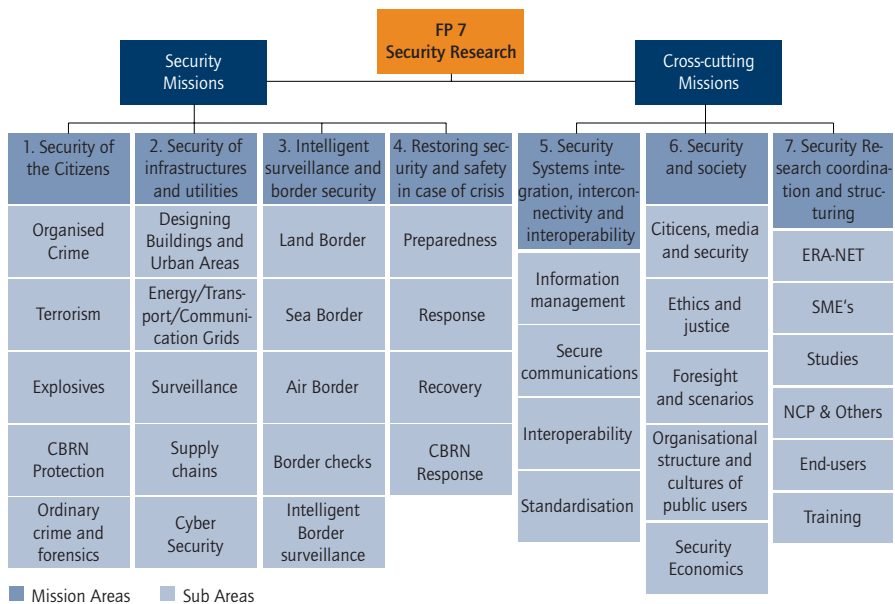 FP 7
Security Research
Security
Missions
Cross-cutting
Missions
1. Security of
the Citizens
Organised
Crime
Terrorism
Explosives
CBRN
Protection
Ordinary
crime and
forensics
2. Security of
infrastructures
and utilities
Designing
Buildings and
Urban Areas
Energy/Trans-
port/Communi-
cation Grids
Surveillance
Supply
chains
Cyber
Security
3. Intelligent
surveillance and
border security
Land Border
Sea Border
Air Border
Border checks
Intelligent
Border
surveillance
4. Restoring sec-
urity and safety
in case of crisis
Preparedness
Response
Recovery
CBRN
Response
5. Security
Systems inte-
gration, intercon-
nectivity and
interoperability
Information
management
Secure
communications
Interoperability
Standardisation
6. Security
and society
Citicens, media
and security
Ethics and
justice
Foresight
and scenarios
Organisational
structure and
cultures of
public users
Security
Economics
7. Security Re-
search coordina-
tion and struc-
turing
ERA-NET
SME's
Studies
NCP & Others
End-users
Training
Mission Areas
Sub Areas